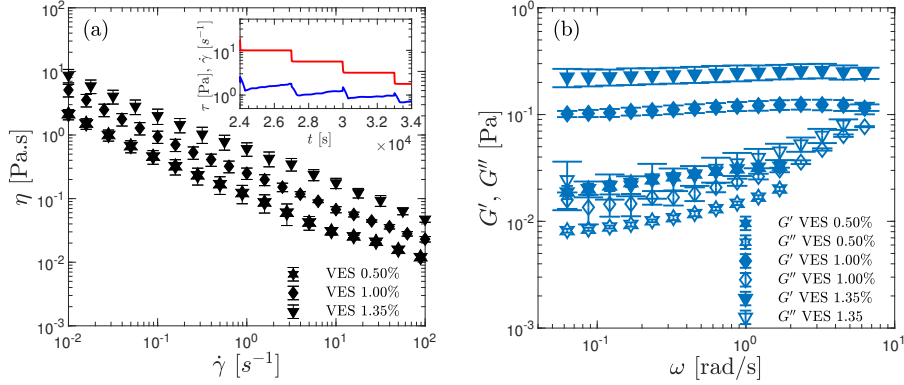 (a)
η [Pa.s]
10^2
10^0
10^-1
10^-2
10^-3
10^-2
10^-1
10^0
10^1
10^2
γ̇ [s^-1]
VES 0.50%
VES 1.00%
VES 1.35%
τ [Pa], γ̇ [s^-1]
10^1
10^0
2.4 2.6 2.8 3 3.2 3.4
t [s]
×10^4
(b)
G′, G″ [Pa]
10^0
10^-1
10^-2
10^-3
10^-1
10^0
10^1
ω [rad/s]
G′ VES 0.50%
G″ VES 0.50%
G′ VES 1.00%
G″ VES 1.00%
G′ VES 1.35%
G″ VES 1.35